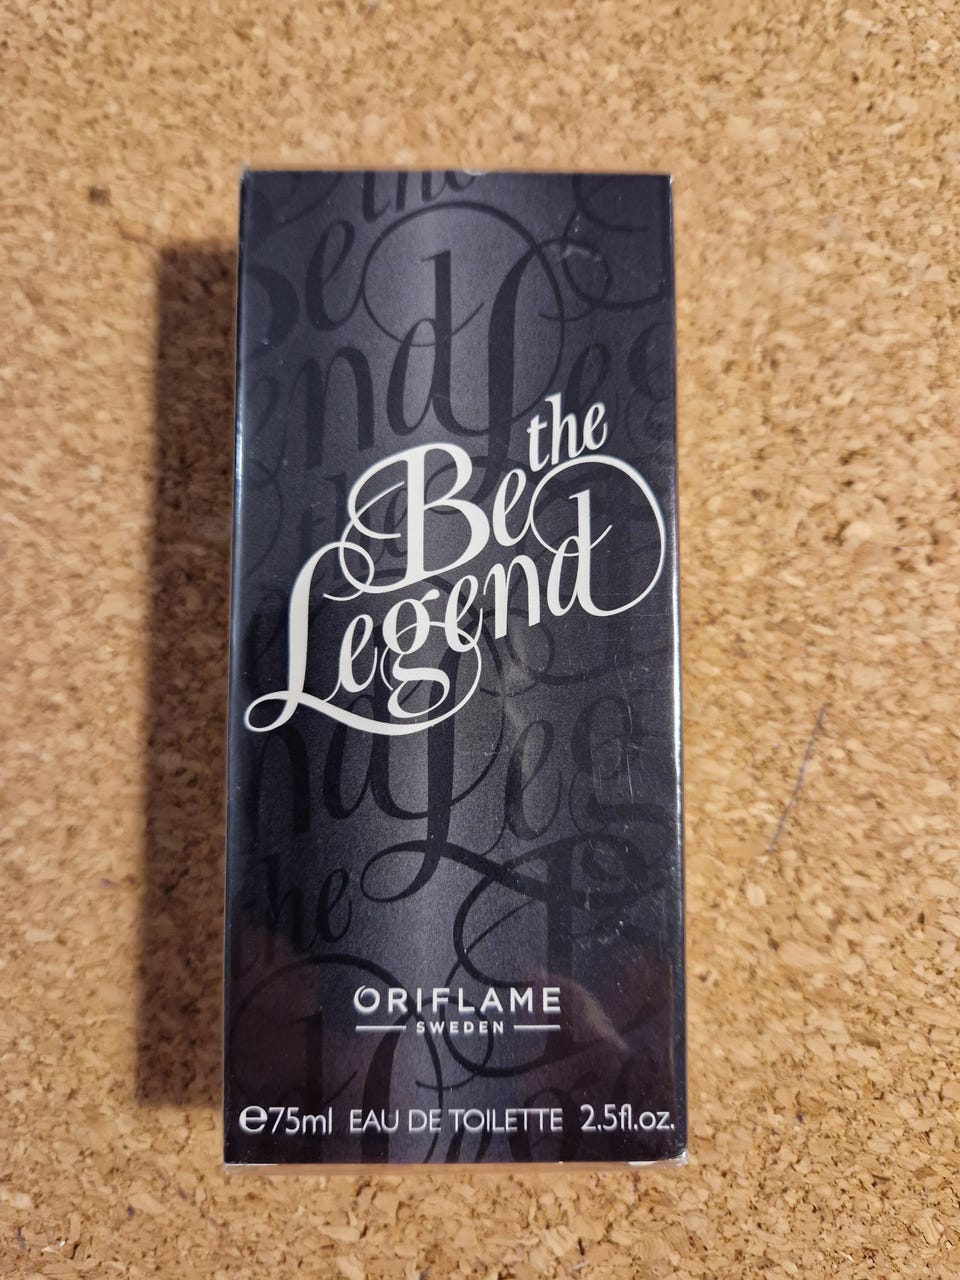 Be the
Legend
ORIFLAME
SWEDEN
℮75ml EAU DE TOILETTE 2.5fl.oz.